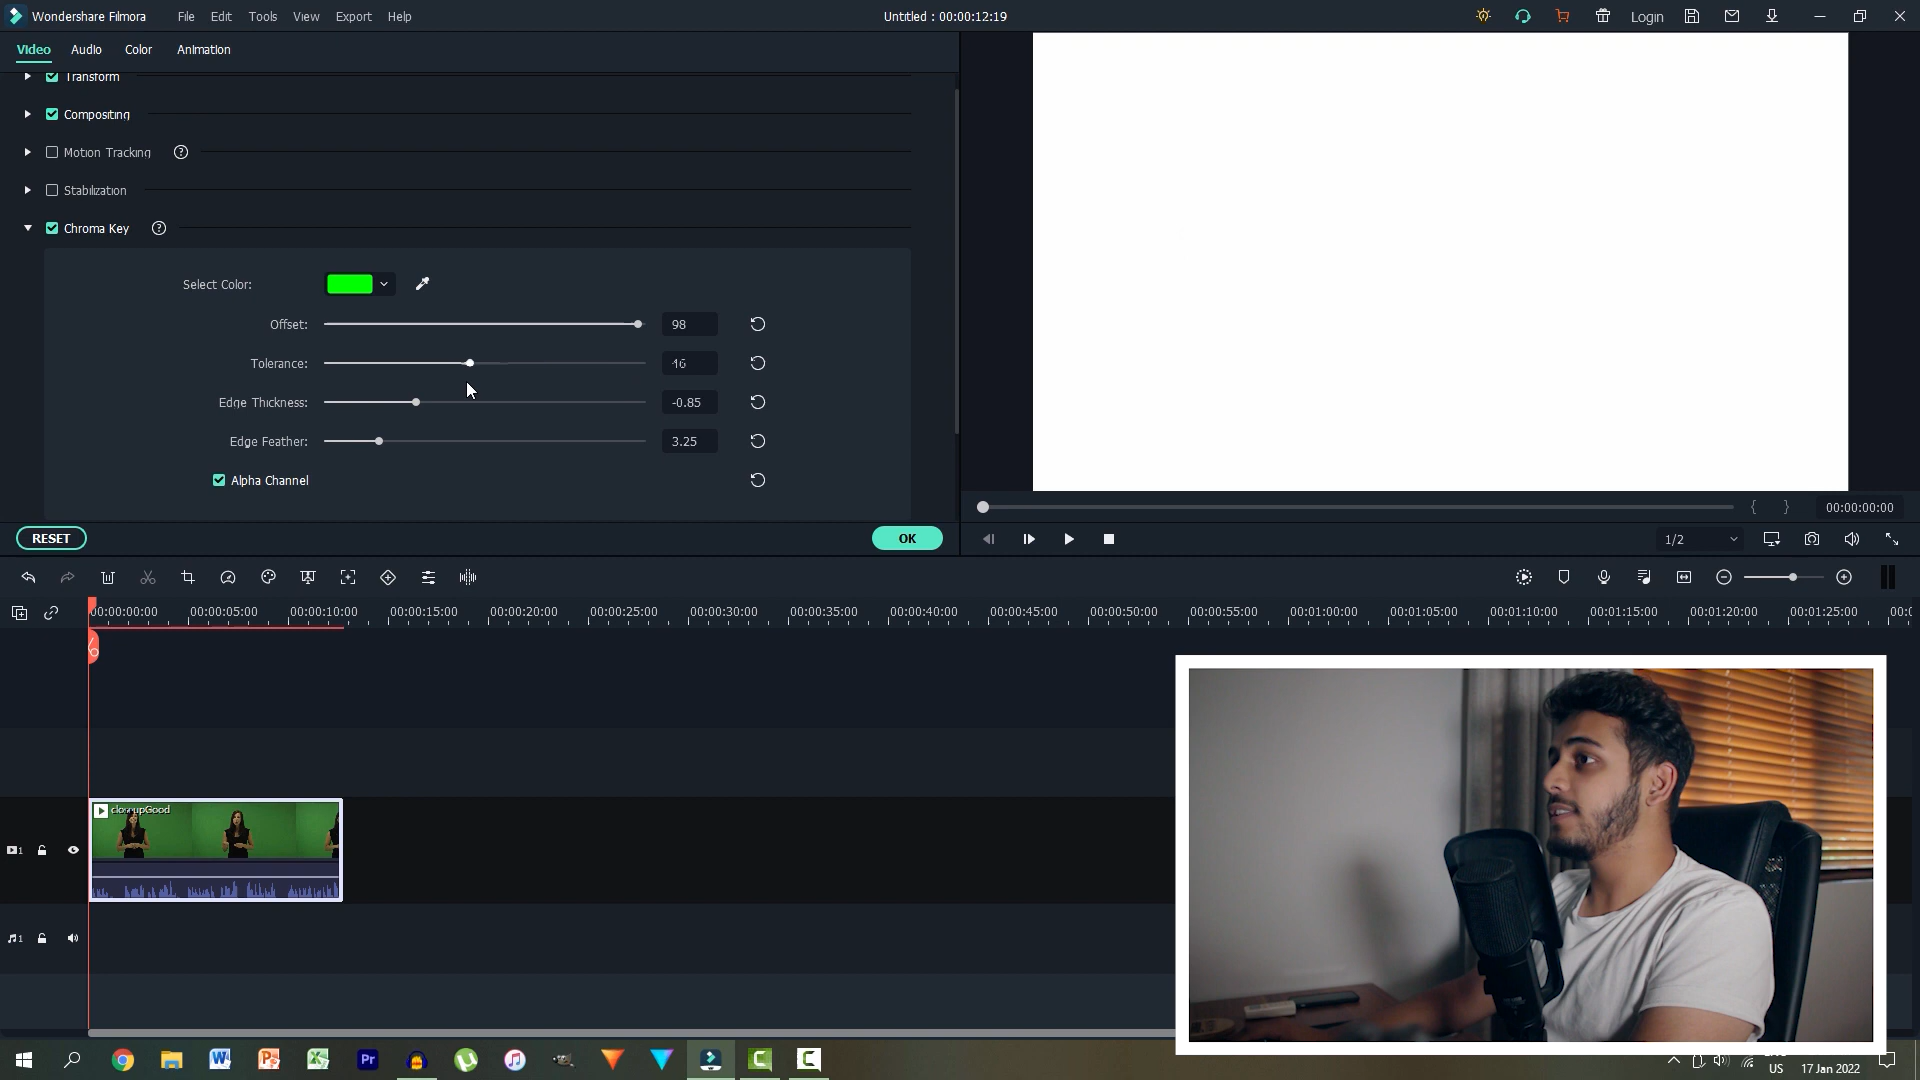 Wondershare Filmora File Edit Tools View Export Help Untitled : 00:00:12:19 Login
Video Audio Color Animation
Transform
Compositing
Motion Tracking ?
Stabilization
Chroma Key ?
Select Color:
Offset: 98
Tolerance: 46
Edge Thickness: -0.85
Edge Feather: 3.25
Alpha Channel
{ } 00:00:00:00
RESET OK 1/2
00:00:00:00 00:00:05:00 00:00:10:00 00:00:15:00 00:00:20:00 00:00:25:00 00:00:30:00 00:00:35:00 00:00:40:00 00:00:45:00 00:00:50:00 00:00:55:00 00:01:00:00 00:01:05:00 00:01:10:00 00:01:15:00 00:01:20:00 00:01:25:00
closeupGood
1
1
Pr
US 17 Jan 2022